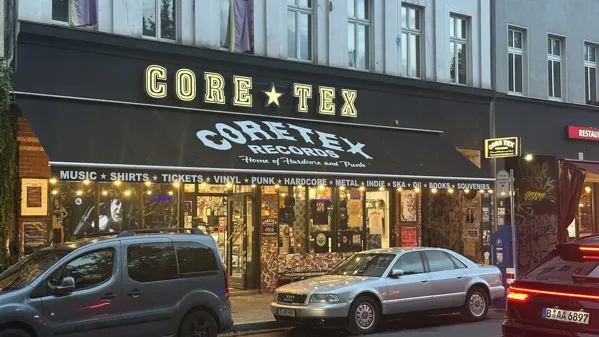 CORE ★ TEX
CORETEX
RECORDS
Home of Hardcore and Punk
MUSIC ★ SHIRTS ★ TICKETS ★ VINYL ★ PUNK ★ HARDCORE ★ METAL ★ INDIE ★ SKA ★ OI! ★ BOOKS ★ SOUVENIRS
CORE TEX
RESTAU
B AA 6897